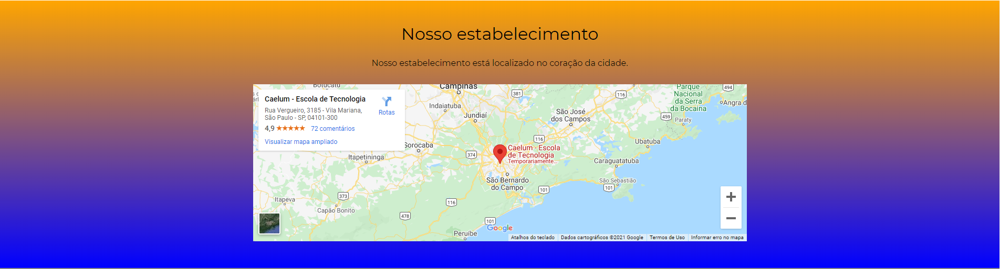 Nosso estabelecimento
Nosso estabelecimento está localizado no coração da cidade.
Caelum - Escola de Tecnologia
Rua Vergueiro, 3185 - Vila Mariana,
São Paulo - SP, 04101-300
4,9
72 comentários
Visualizar mapa ampliado
Rotas
Botucatu
Campinas
381
116
494
Parque
Nacional
da Serra
da Bocaina
Angra d
Indaiatuba
Jundiaí
São José
dos Campos
459
Paraty
116
Ubatuba
Sorocaba
Caelum - Escola
de Tecnologia
Temporariamente...
374
Itapetininga
Caraguatatuba
São Bernardo
do Campo
São Sebastião
101
101
373
Itapeva
116
Capão Bonito
478
101
Google
Peruíbe
Atalhos do teclado
Dados cartográficos ©2021 Google
Termos de Uso
Informar erro no mapa